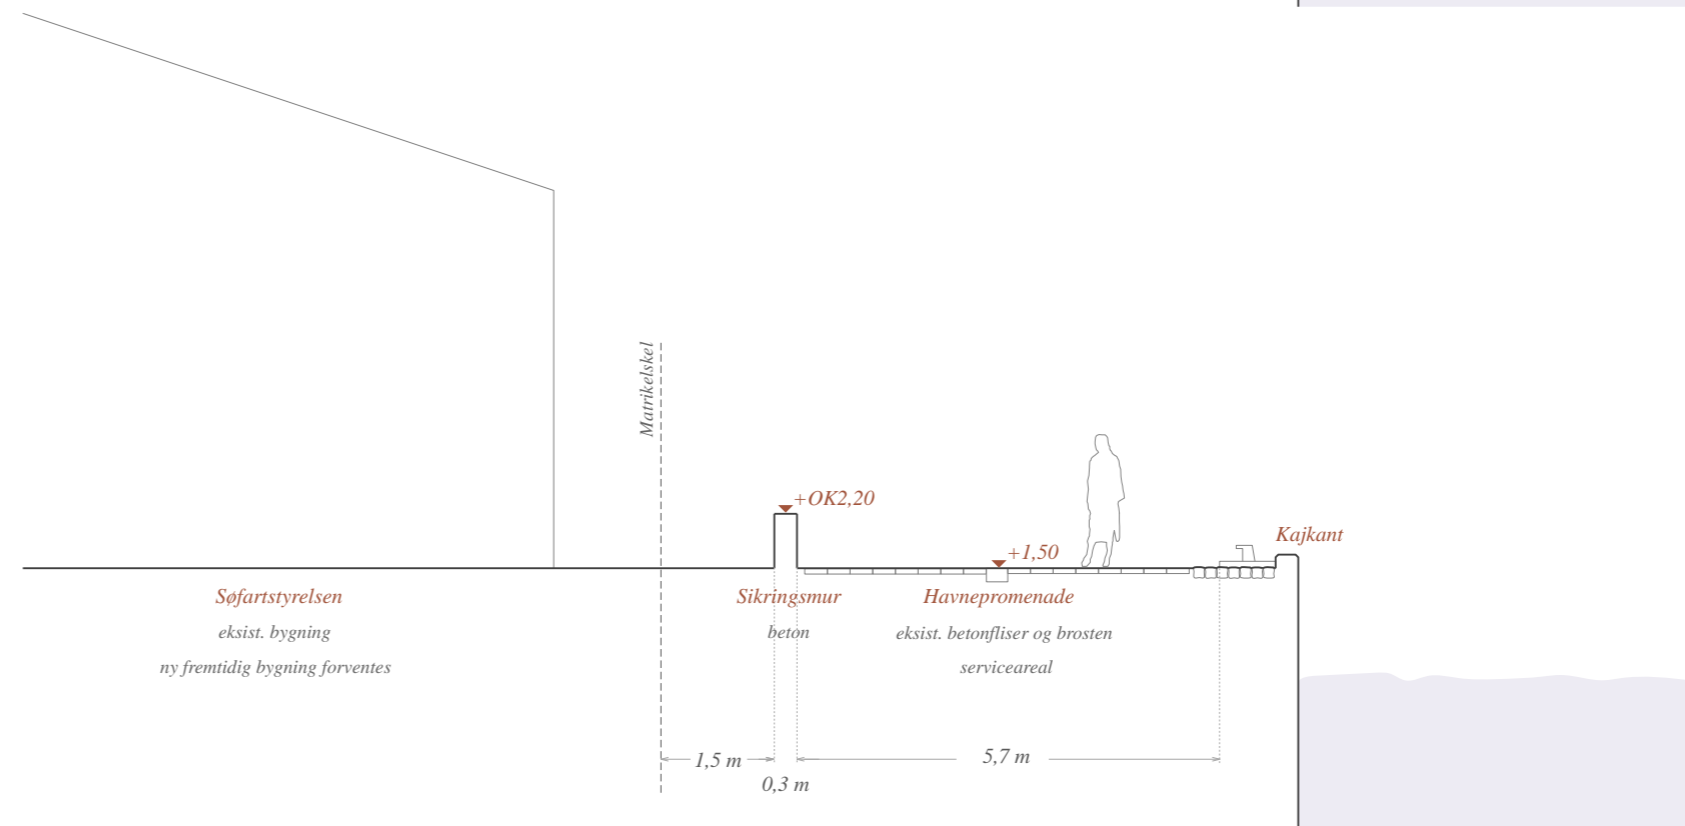 Matrikelskel
+OK2,20
Kajkant
+1,50
Søfartstyrelsen
eksist. bygning
ny fremtidig bygning forventes
Sikringsmur
beton
Havnepromenade
eksist. betonfliser og brosten
serviceareal
1,5 m
0,3 m
5,7 m